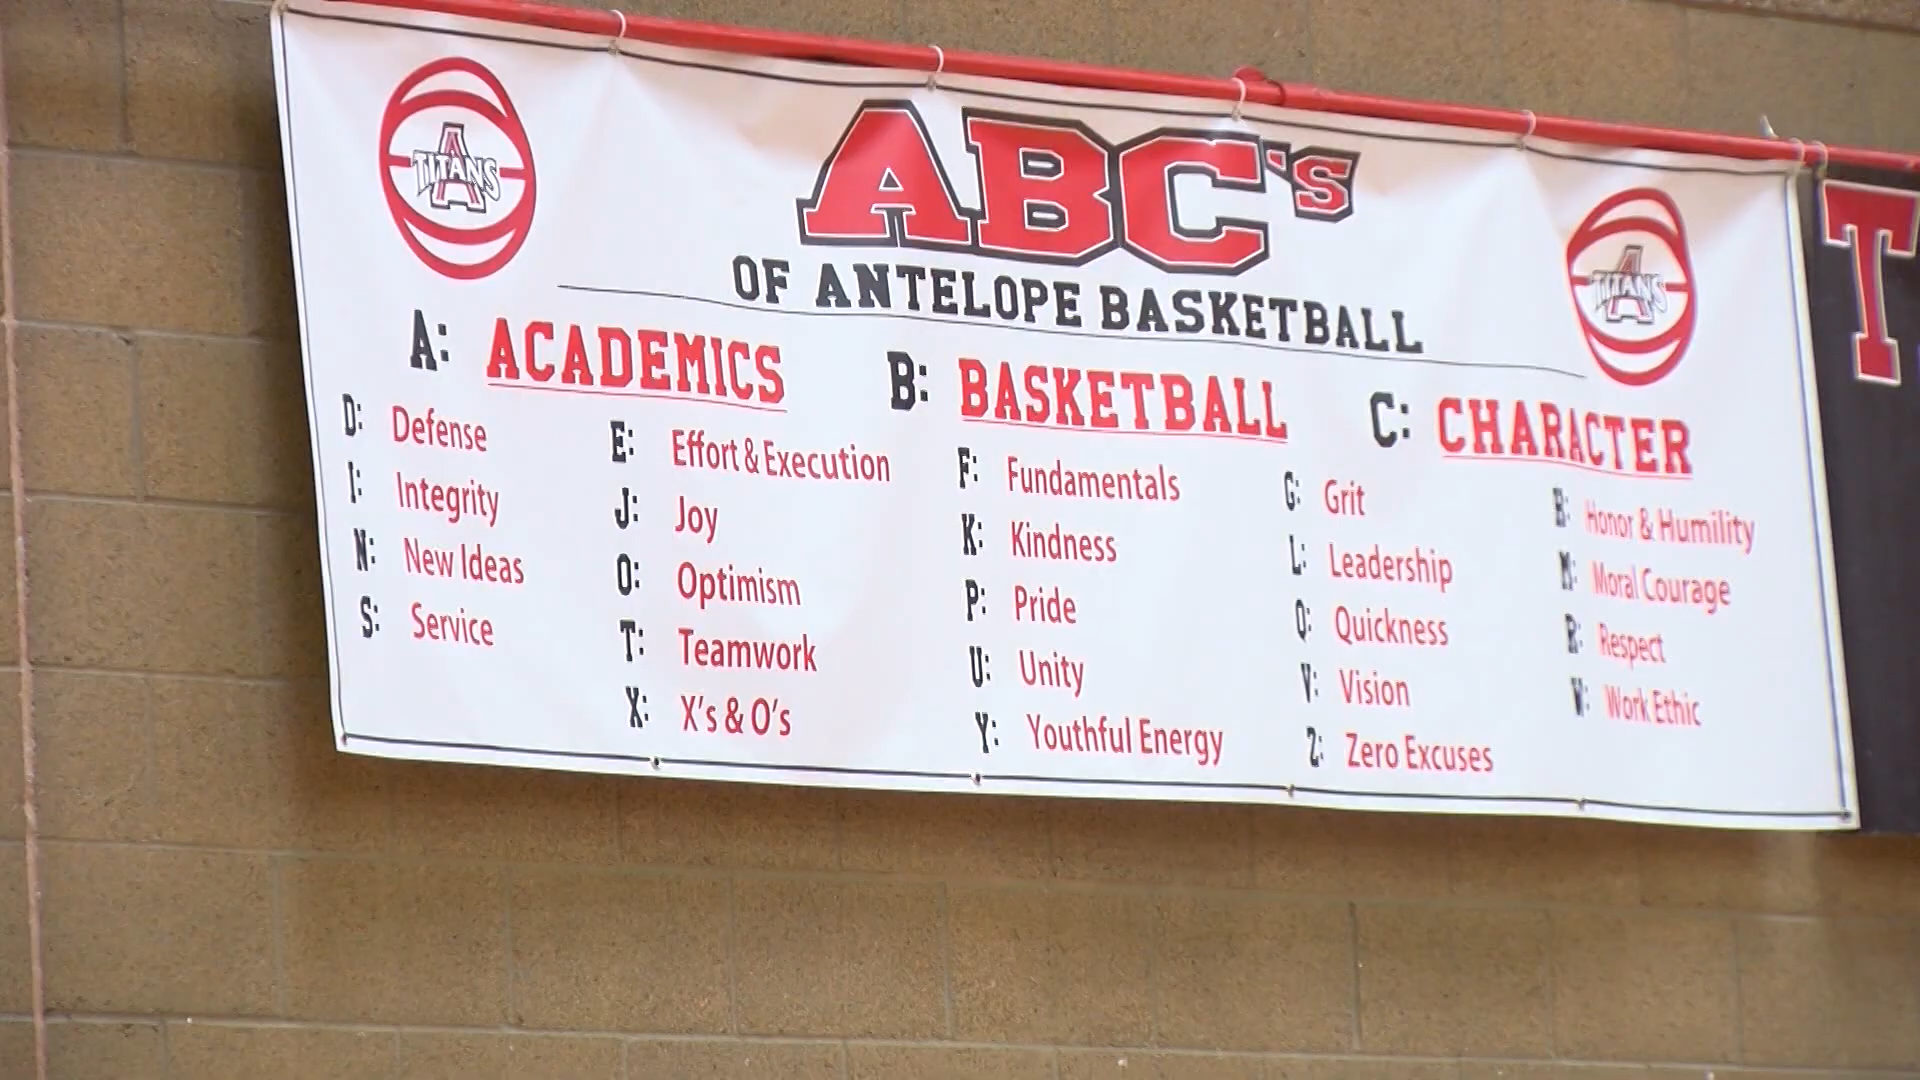 ABC's
OF ANTELOPE BASKETBALL
A TITANS
A TITANS
A: ACADEMICS B: BASKETBALL C: CHARACTER
D: Defense E: Effort & Execution F: Fundamentals G: Grit H: Honor & Humility
I: Integrity J: Joy K: Kindness L: Leadership M: Moral Courage
N: New Ideas O: Optimism P: Pride Q: Quickness R: Respect
S: Service T: Teamwork U: Unity V: Vision W: Work Ethic
X: X's & O's Y: Youthful Energy Z: Zero Excuses
T